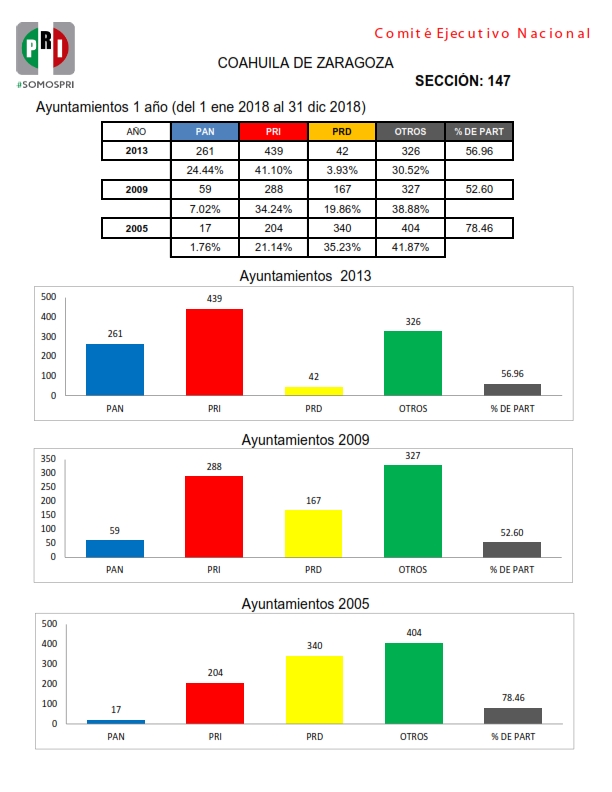 Comité Ejecutivo Nacional
PRI
#SOMOSPRI
COAHUILA DE ZARAGOZA
SECCIÓN: 147
Ayuntamientos 1 año (del 1 ene 2018 al 31 dic 2018)
AÑO PAN PRI PRD OTROS % DE PART
2013 261 439 42 326 56.96
24.44% 41.10% 3.93% 30.52%
2009 59 288 167 327 52.60
7.02% 34.24% 19.86% 38.88%
2005 17 204 340 404 78.46
1.76% 21.14% 35.23% 41.87%
Ayuntamientos 2013
500
400
300
200
100
0
261
439
42
326
56.96
PAN PRI PRD OTROS % DE PART
Ayuntamientos 2009
350
300
250
200
150
100
50
0
59
288
167
327
52.60
PAN PRI PRD OTROS % DE PART
Ayuntamientos 2005
500
400
300
200
100
0
17
204
340
404
78.46
PAN PRI PRD OTROS % DE PART